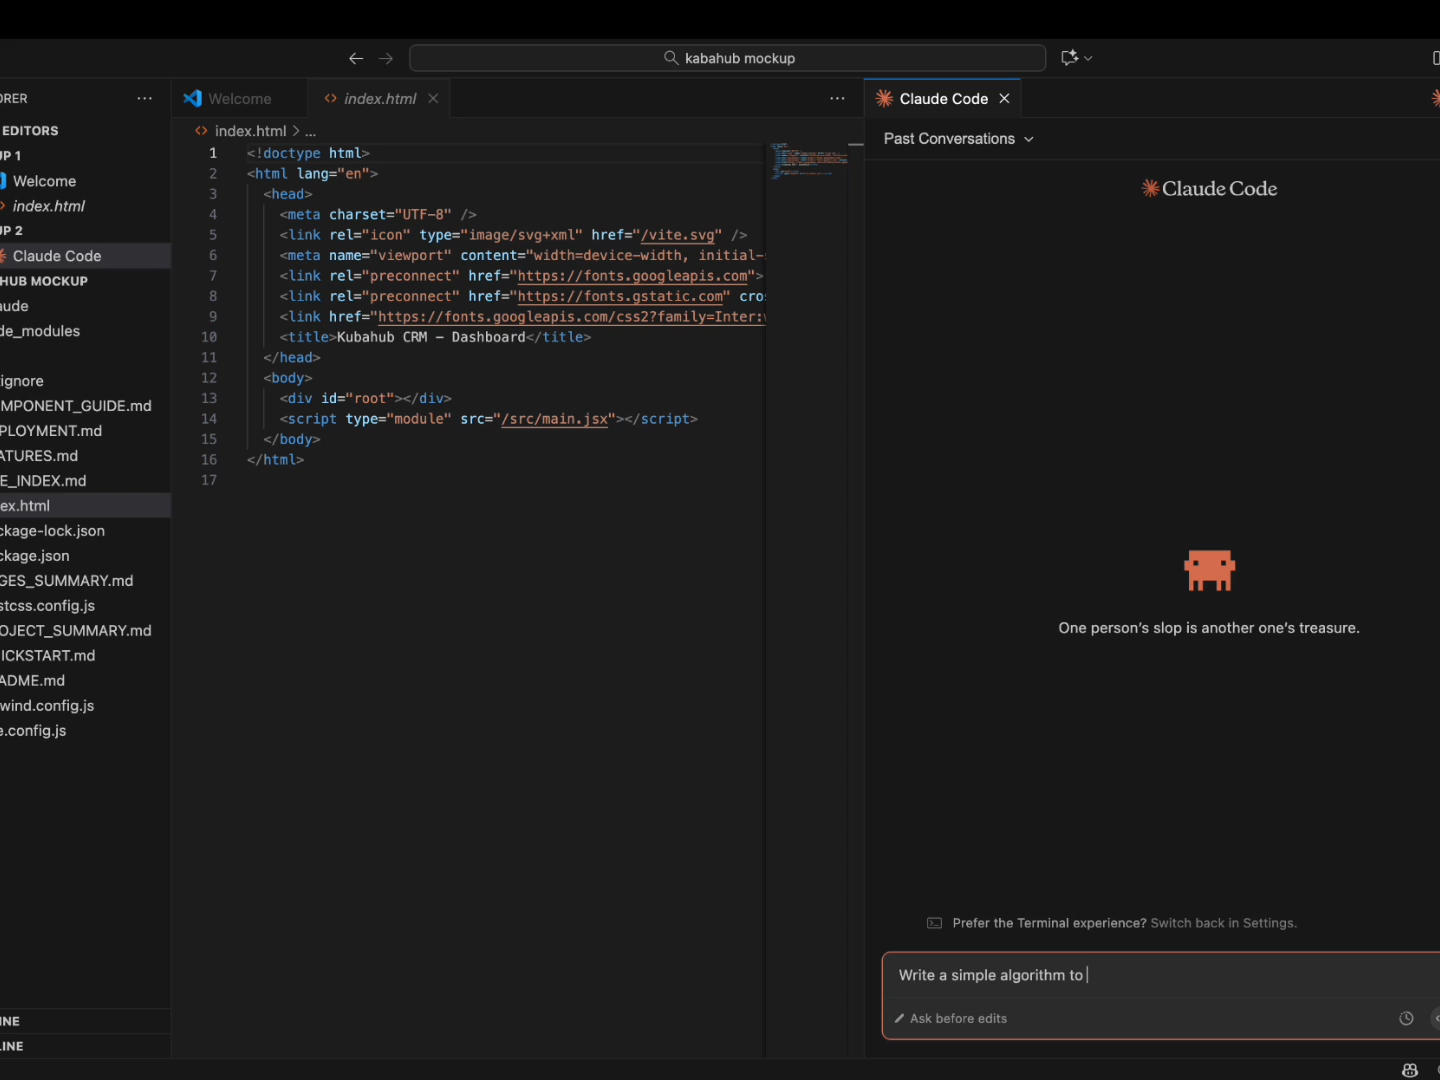 kabahub mockup
ORER
EDITORS
UP 1
Welcome
index.html
UP 2
Claude Code
HUB MOCKUP
aude
de_modules
ignore
MPONENT_GUIDE.md
PLOYMENT.md
ATURES.md
E_INDEX.md
ex.html
ckage-lock.json
ckage.json
GES_SUMMARY.md
stcss.config.js
OJECT_SUMMARY.md
ICKSTART.md
ADME.md
wind.config.js
e.config.js
INE
LINE
Welcome
index.html
index.html > ...
1 <!doctype html>
2 <html lang="en">
3 <head>
4 <meta charset="UTF-8" />
5 <link rel="icon" type="image/svg+xml" href="/vite.svg" />
6 <meta name="viewport" content="width=device-width, initial-
7 <link rel="preconnect" href="https://fonts.googleapis.com">
8 <link rel="preconnect" href="https://fonts.gstatic.com" cros
9 <link href="https://fonts.googleapis.com/css2?family=Inter:w
10 <title>Kubahub CRM – Dashboard</title>
11 </head>
12 <body>
13 <div id="root"></div>
14 <script type="module" src="/src/main.jsx"></script>
15 </body>
16 </html>
17
Claude Code
Past Conversations
Claude Code
One person's slop is another one's treasure.
Prefer the Terminal experience? Switch back in Settings.
Write a simple algorithm to
Ask before edits